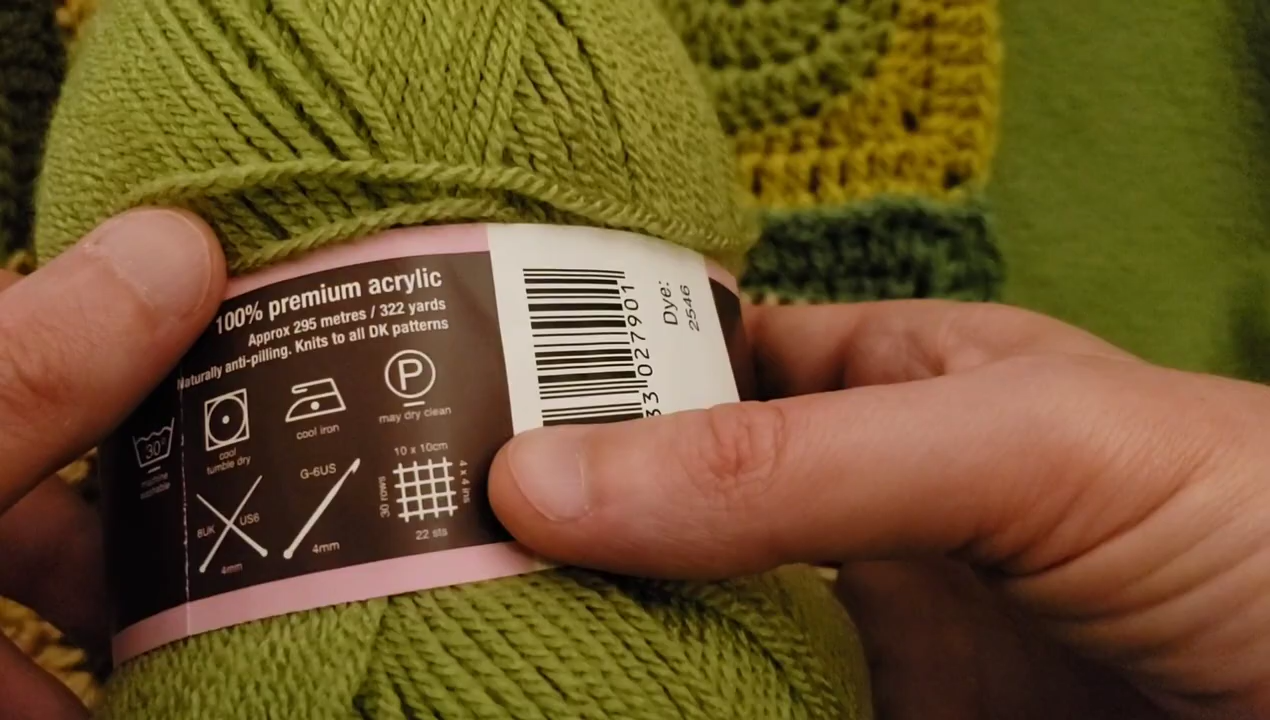 100% premium acrylic
Approx 295 metres / 322 yards
Naturally anti-pilling. Knits to all DK patterns
30°
machine washable
cool tumble dry
cool iron
P
may dry clean
8UK
US6
4mm
G-6US
4mm
10 x 10cm
30 rows
4 x 4 ins
22 sts
33 027901
Dye:
2546